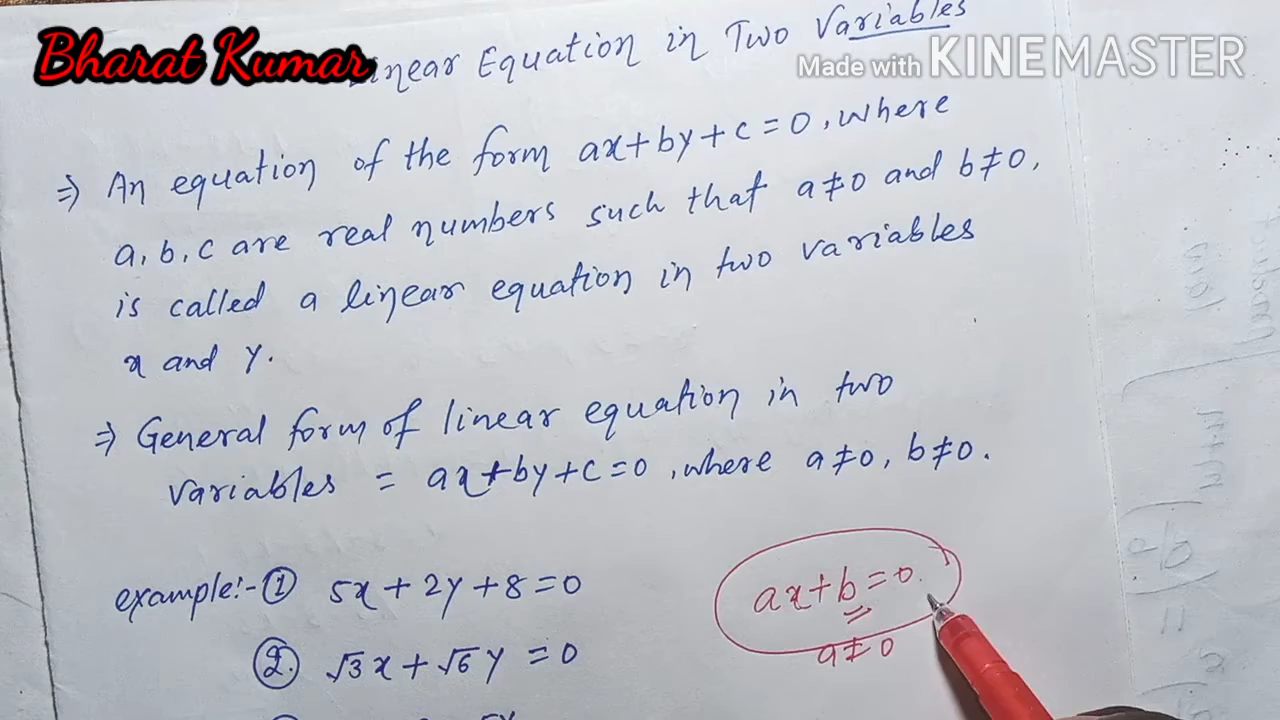 Bharat Kumar
Linear Equation in Two Variables
Made with KINEMASTER
⇒ An equation of the form ax+by+c=0, where
a, b, c are real numbers such that a≠0 and b≠0,
is called a linear equation in two variables
x and y.
⇒ General form of linear equation in two
variables = ax+by+c=0, where a≠0, b≠0.
example:- ① 5x+2y+8=0
②. √3x+√6y=0
ax+b=0.
a≠0